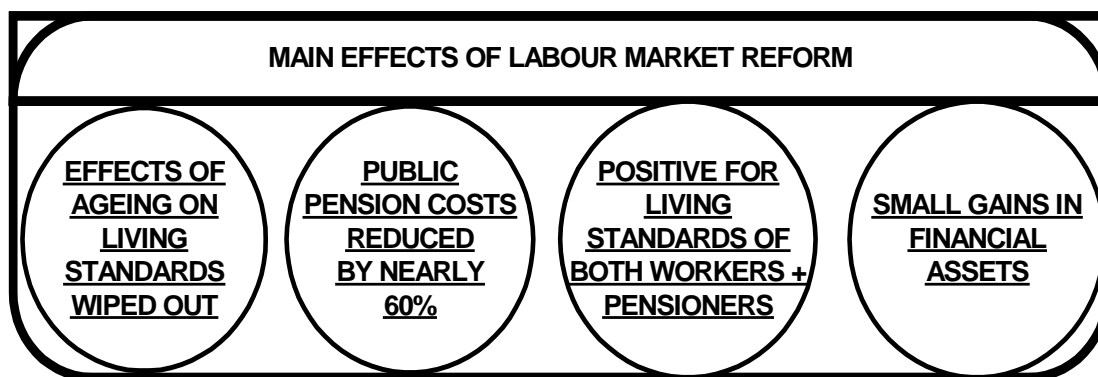 MAIN EFFECTS OF LABOUR MARKET REFORM
EFFECTS OF
AGEING ON
LIVING
STANDARDS
WIPED OUT
PUBLIC
PENSION COSTS
REDUCED
BY NEARLY
60%
POSITIVE FOR
LIVING
STANDARDS OF
BOTH WORKERS +
PENSIONERS
SMALL GAINS IN
FINANCIAL
ASSETS